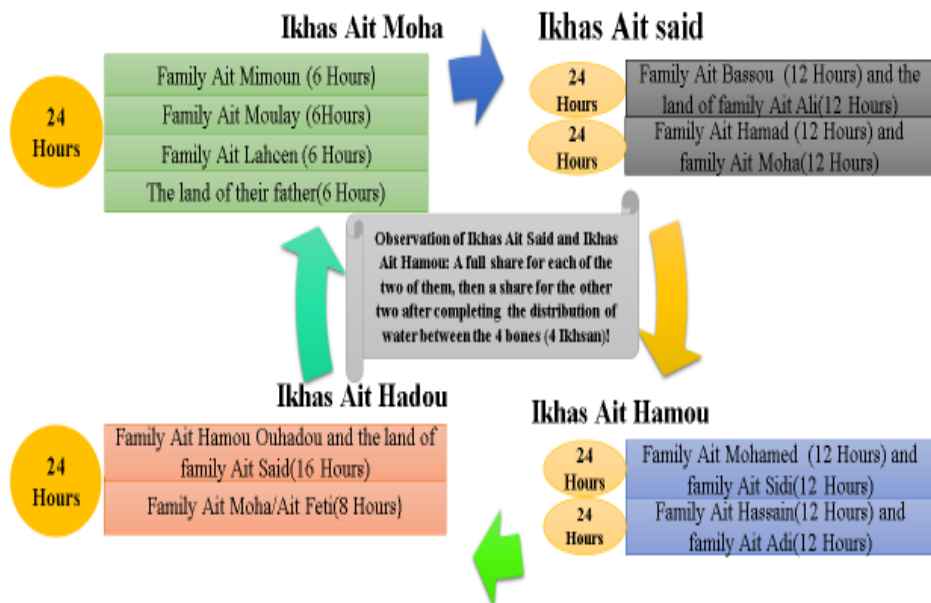 Ikhas Ait Moha
24
Hours
Family Ait Mimoun (6 Hours)
Family Ait Moulay (6Hours)
Family Ait Lahcen (6 Hours)
The land of their father(6 Hours)
Ikhas Ait said
24
Hours
Family Ait Bassou (12 Hours) and the
land of family Ait Ali(12 Hours)
24
Hours
Family Ait Hamad (12 Hours) and
family Ait Moha(12 Hours)
Observation of Ikhas Ait Said and Ikhas
Ait Hamou: A full share for each of the
two of them, then a share for the other
two after completing the distribution of
water between the 4 bones (4 Ikhsan)!
Ikhas Ait Hadou
24
Hours
Family Ait Hamou Ouhadou and the land of
family Ait Said(16 Hours)
Family Ait Moha/Ait Feti(8 Hours)
Ikhas Ait Hamou
24
Hours
Family Ait Mohamed (12 Hours) and
family Ait Sidi(12 Hours)
24
Hours
Family Ait Hassain(12 Hours) and
family Ait Adi(12 Hours)